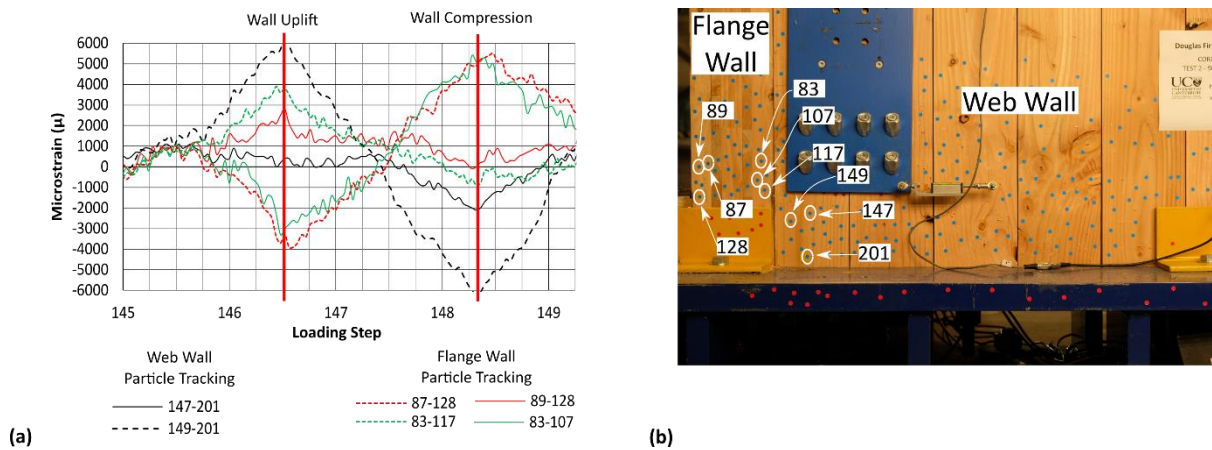 Wall Uplift
Wall Compression
6000
5000
4000
3000
2000
1000
0
-1000
-2000
-3000
-4000
-5000
-6000
Microstrain (μ)
145
146
147
148
149
Loading Step
Web Wall
Particle Tracking
147-201
149-201
Flange Wall
Particle Tracking
87-128
89-128
83-117
83-107
(a)
Flange
Wall
Web Wall
89
83
107
117
149
87
147
128
201
Douglas Fir
TEST 2
UC
(b)